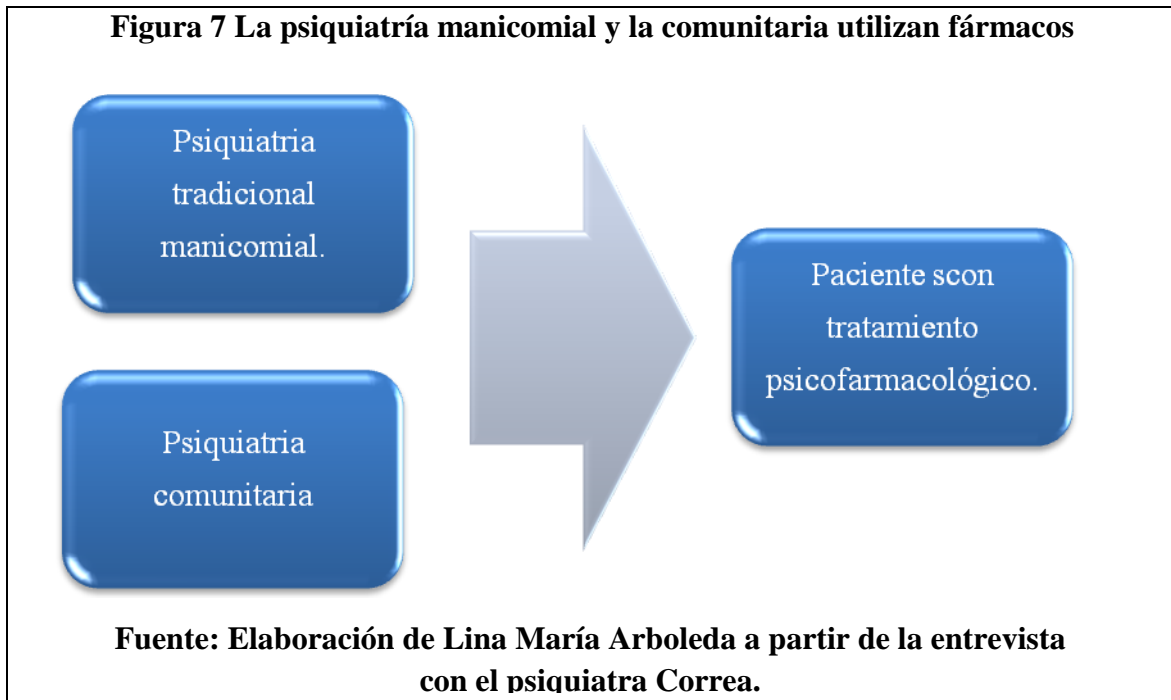 Figura 7 La psiquiatría manicomial y la comunitaria utilizan fármacos
Psiquiatria
tradicional
manicomial.
Psiquiatria
comunitaria
Paciente scon
tratamiento
psicofarmacológico.
Fuente: Elaboración de Lina María Arboleda a partir de la entrevista
con el psiquiatra Correa.